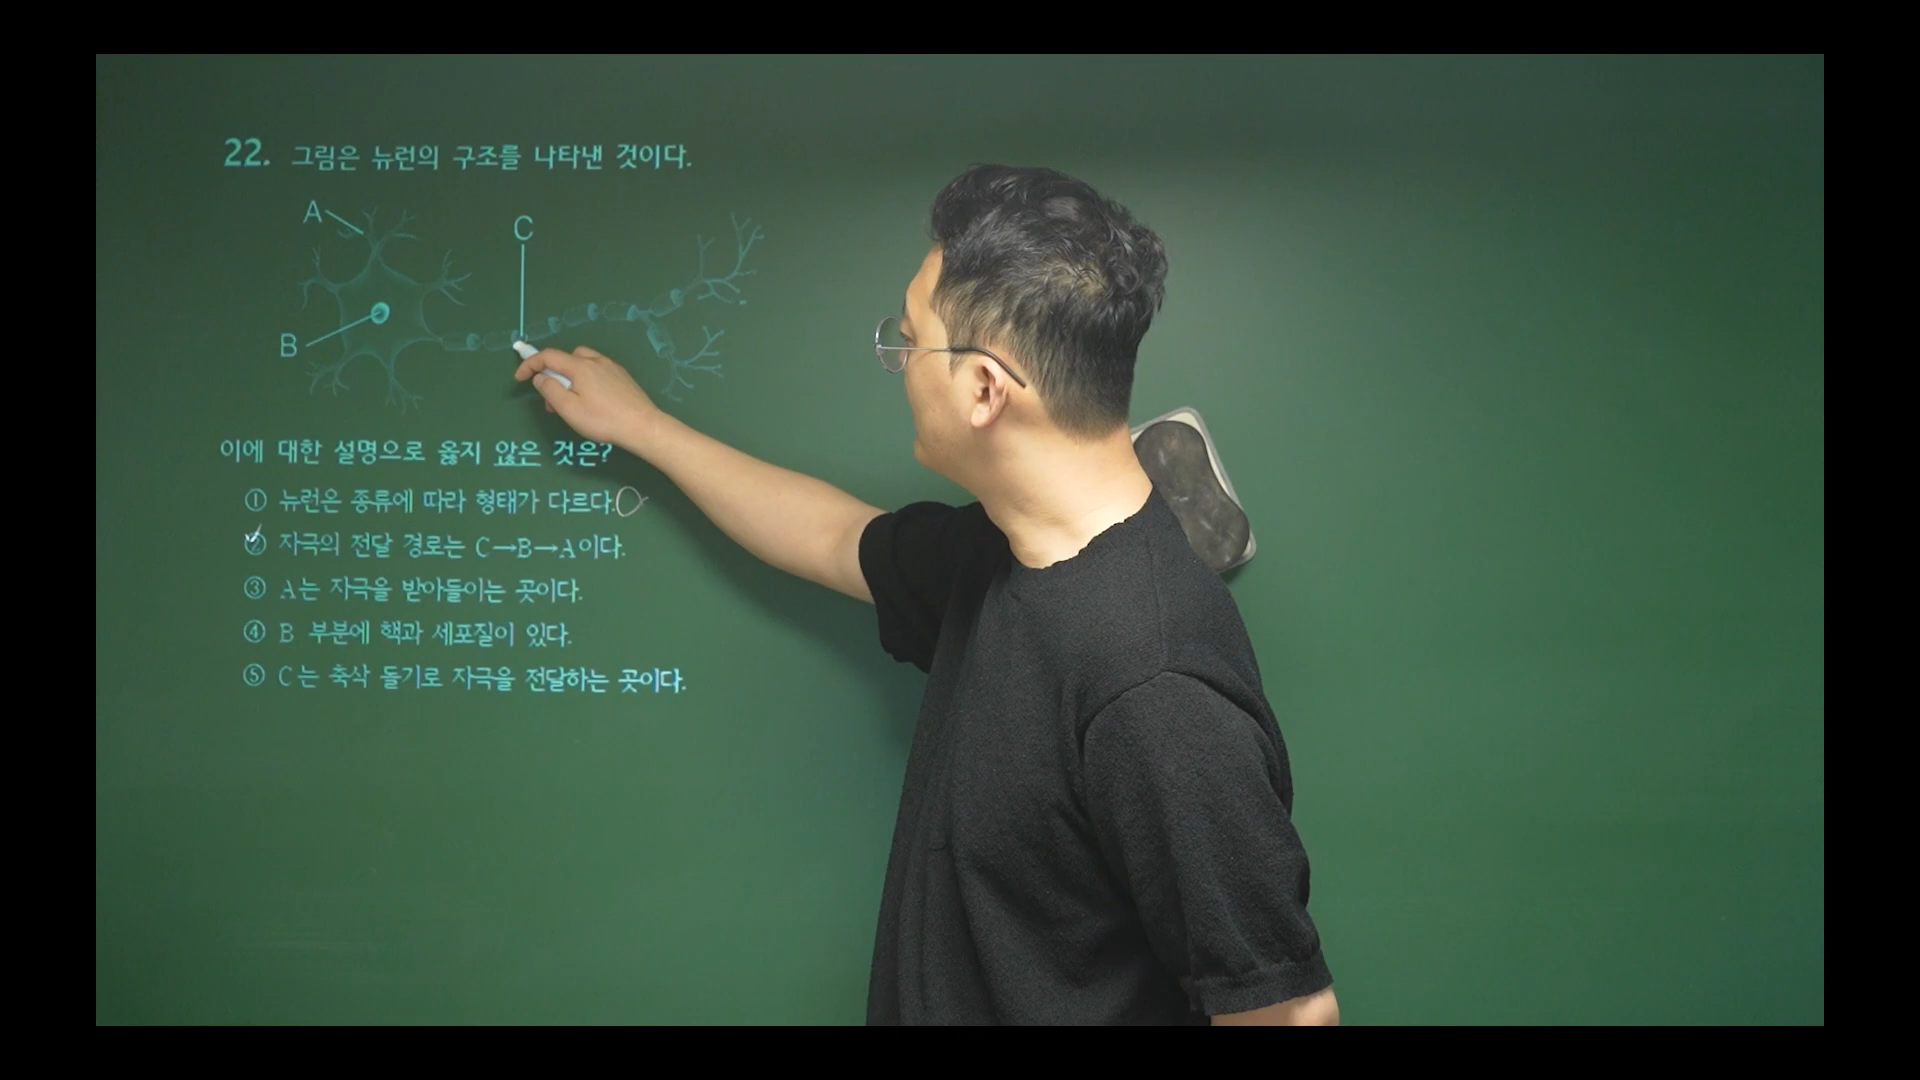 22. 그림은 뉴런의 구조를 나타낸 것이다.
A
C
B
이에 대한 설명으로 옳지 않은 것은?
① 뉴런은 종류에 따라 형태가 다르다.
② 자극의 전달 경로는 C→B→A이다.
③ A는 자극을 받아들이는 곳이다.
④ B 부분에 핵과 세포질이 있다.
⑤ C는 축삭 돌기로 자극을 전달하는 곳이다.